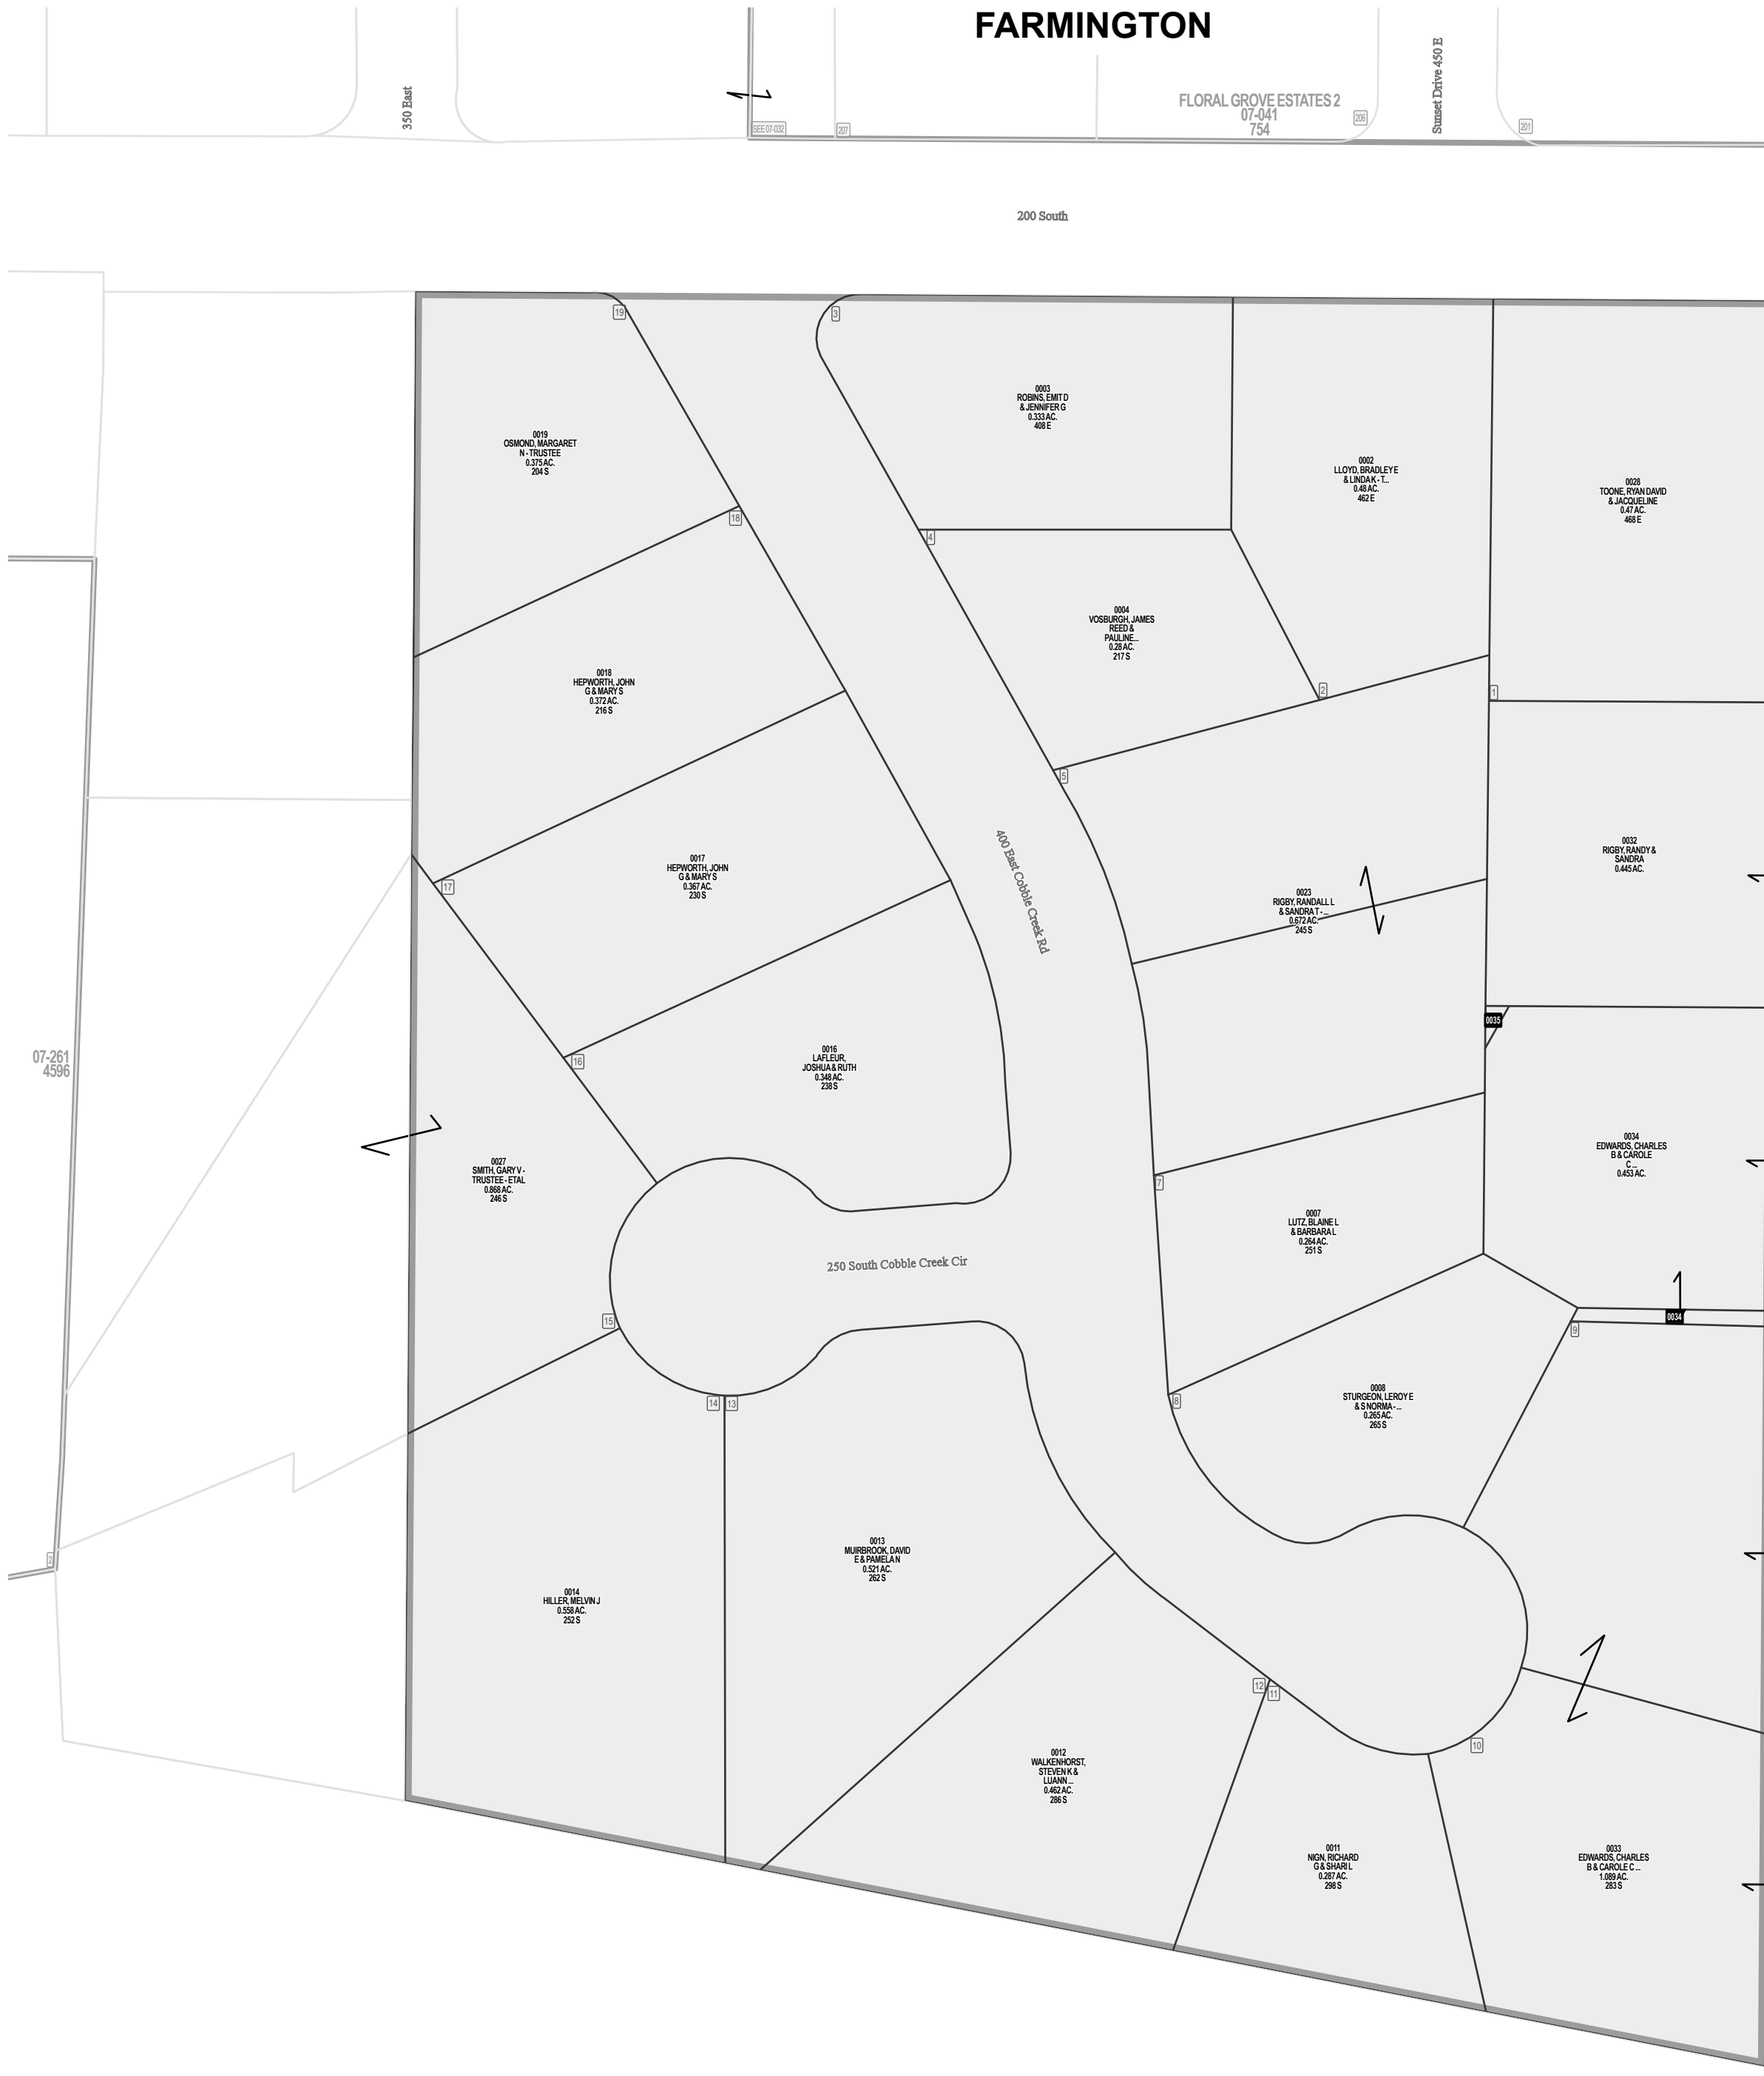 FARMINGTON
350 East
Sunset Drive 450 E
FLORAL GROVE ESTATES 2
07-041
754
SEE 07-032
207
206
201
200 South
19
3
0019
OSMOND, MARGARET
N - TRUSTEE
0.375 AC.
204 S
0003
ROBINS, EMIT D
& JENNIFER G
0.333 AC.
408 E
0002
LLOYD, BRADLEY E
& LINDA K - T...
0.48 AC.
462 E
0028
TOONE, RYAN DAVID
& JACQUELINE
0.47 AC.
468 E
18
4
0004
VOSBURGH, JAMES
REED &
PAULINE...
0.28 AC.
217 S
0018
HEPWORTH, JOHN
G & MARY S
0.372 AC.
216 S
2
1
5
17
0017
HEPWORTH, JOHN
G & MARY S
0.367 AC.
230 S
400 East Cobble Creek Rd
0023
RIGBY, RANDALL L
& SANDRA T - ...
0.672 AC.
245 S
0032
RIGBY, RANDY &
SANDRA
0.445 AC.
0035
07-261
4596
16
0016
LAFLEUR,
JOSHUA & RUTH
0.348 AC.
238 S
0027
SMITH, GARY V -
TRUSTEE - ETAL
0.868 AC.
246 S
7
0034
EDWARDS, CHARLES
B & CAROLE
C ...
0.453 AC.
0007
LUTZ, BLAINE L
& BARBARA L
0.264 AC.
251 S
250 South Cobble Creek Cir
15
0034
9
14
13
8
0008
STURGEON, LEROY E
& S NORMA - ...
0.265 AC.
265 S
2
0013
MUIRBROOK, DAVID
E & PAMELA N
0.521 AC.
262 S
0014
HILLER, MELVIN J
0.558 AC.
252 S
12
11
10
0012
WALKENHORST,
STEVEN K &
LUANN ...
0.462 AC.
286 S
0011
NIGN, RICHARD
G & SHARI L
0.287 AC.
298 S
0033
EDWARDS, CHARLES
B & CAROLE C ...
1.089 AC.
283 S